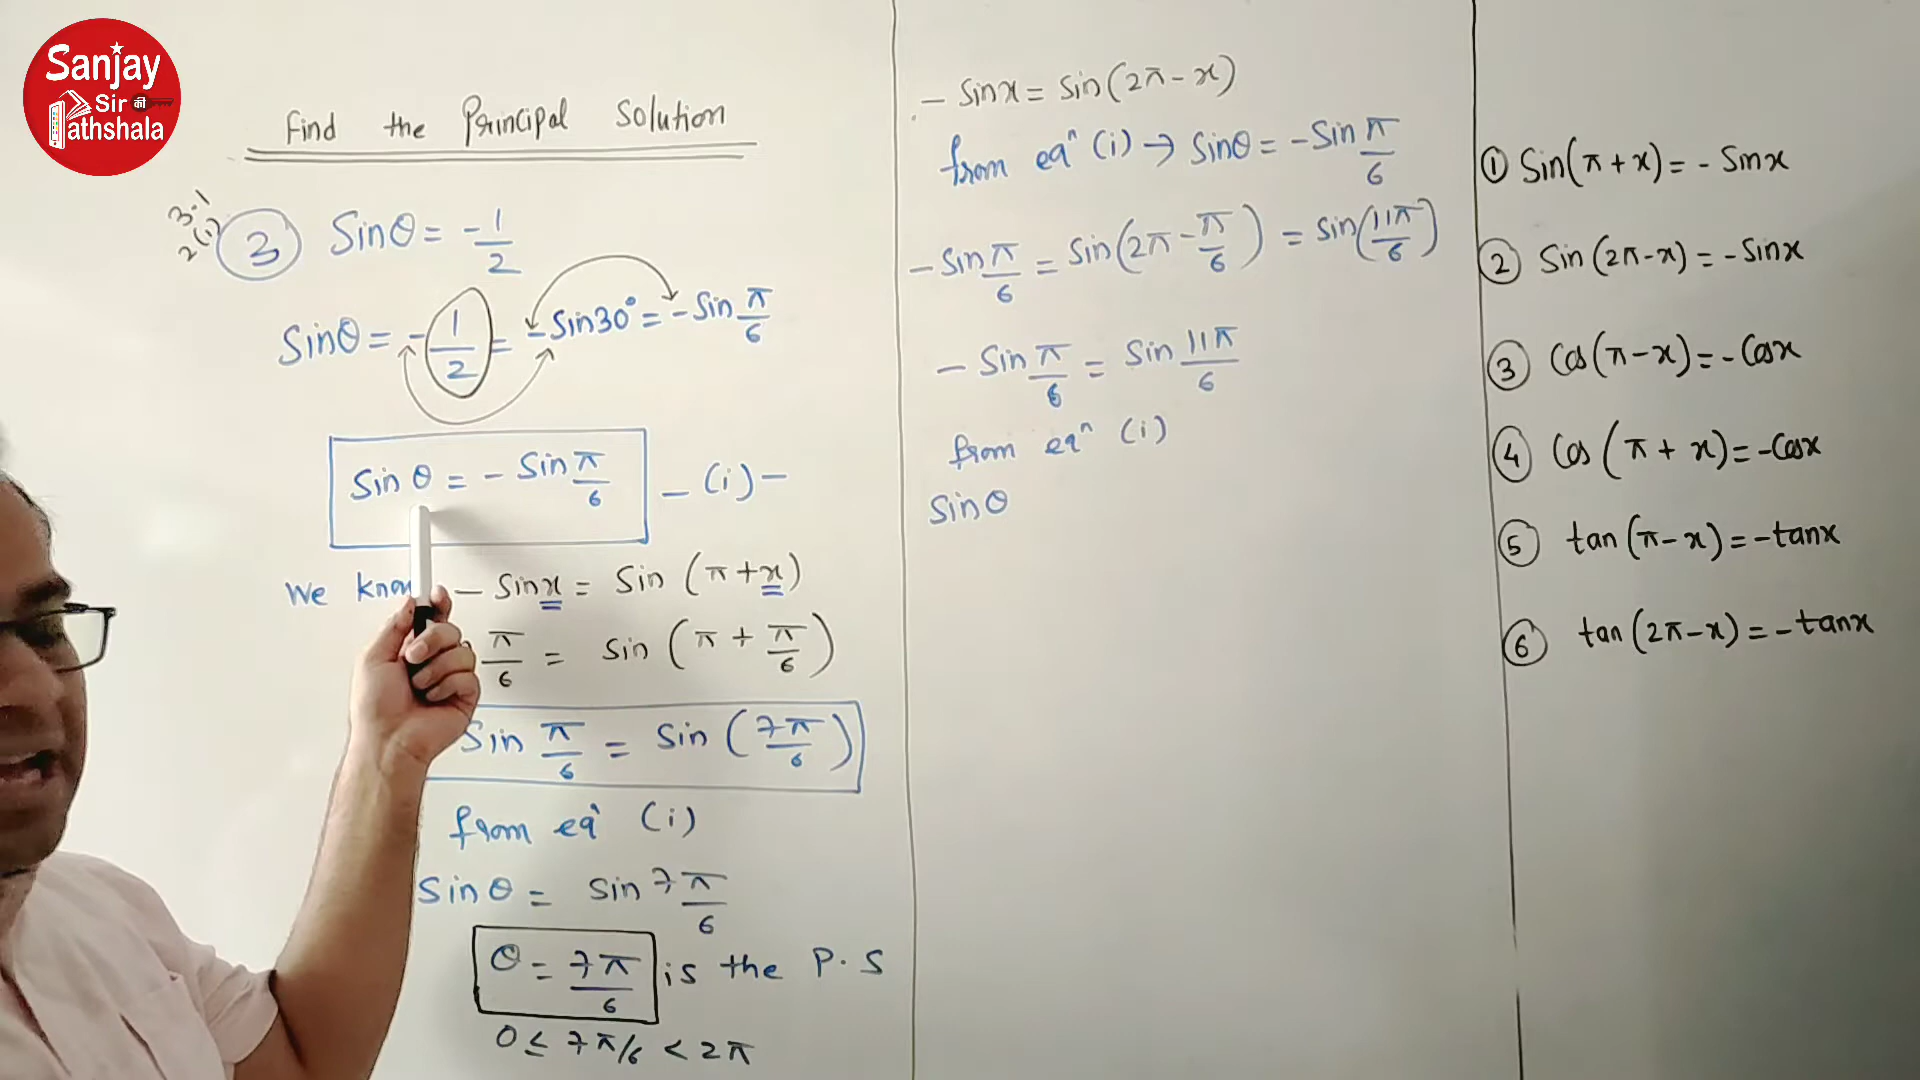 Sanjay
Sir की
Pathshala
Find the Principal Solution
3.1
2(i)
③ Sinθ = -1/2
Sinθ = -1/2 = -Sin30° = -Sin π/6
Sin θ = - Sin π/6 - (i) -
We know - Sinx = Sin (π+x)
π/6 = Sin (π + π/6)
Sin π/6 = Sin (7π/6)
from eqⁿ (i)
Sinθ = Sin 7π/6
θ = 7π/6 is the P.S
0 ≤ 7π/6 < 2π
- Sinx = Sin(2π - x)
from eqⁿ (i) → Sinθ = -Sin π/6
- Sin π/6 = Sin(2π - π/6) = Sin(11π/6)
- Sin π/6 = Sin 11π/6
from eqⁿ (i)
Sinθ
① Sin(π + x) = - Sinx
② Sin (2π-x) = - Sinx
③ Cos(π-x) = - Cosx
④ Cos (π + x) = -Cosx
⑤ tan (π-x) = -tanx
⑥ tan (2π-x) = -tanx